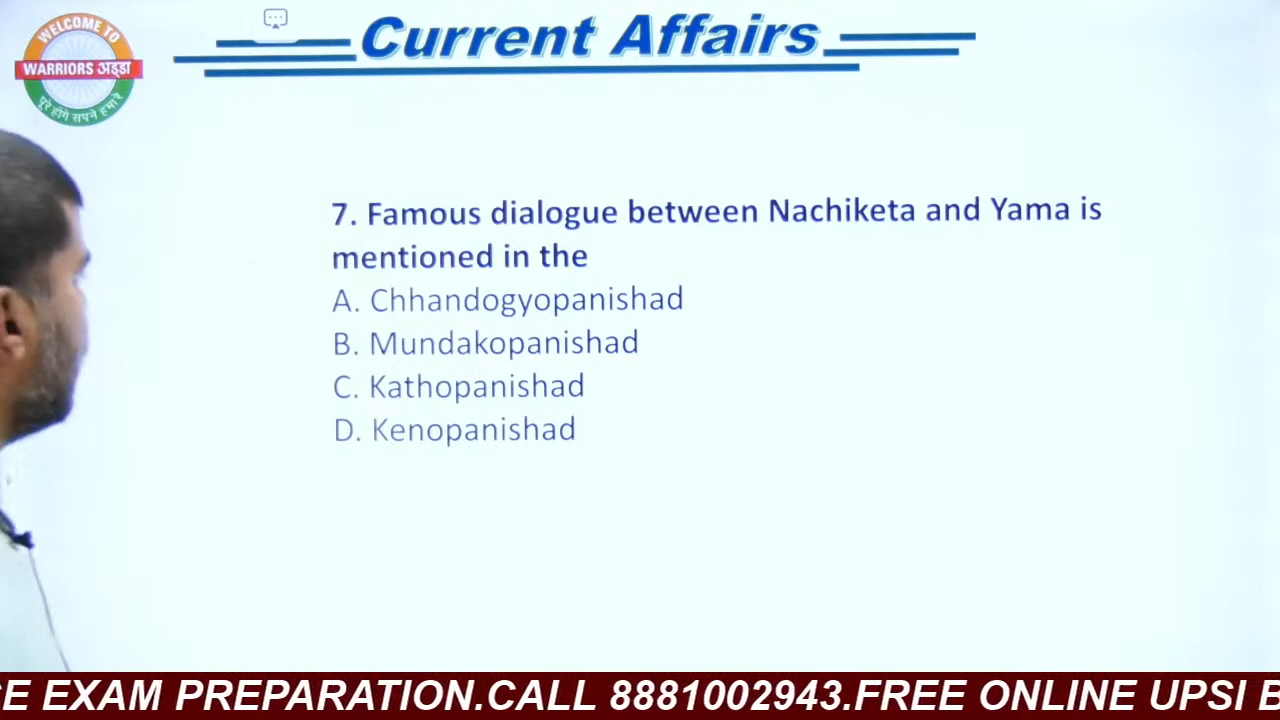 WELCOME TO
WARRIORS अड्डा
पूरे होंगे सपने हमारे
Current Affairs
7. Famous dialogue between Nachiketa and Yama is
mentioned in the
A. Chhandogyopanishad
B. Mundakopanishad
C. Kathopanishad
D. Kenopanishad
E EXAM PREPARATION.CALL 8881002943.FREE ONLINE UPSI B